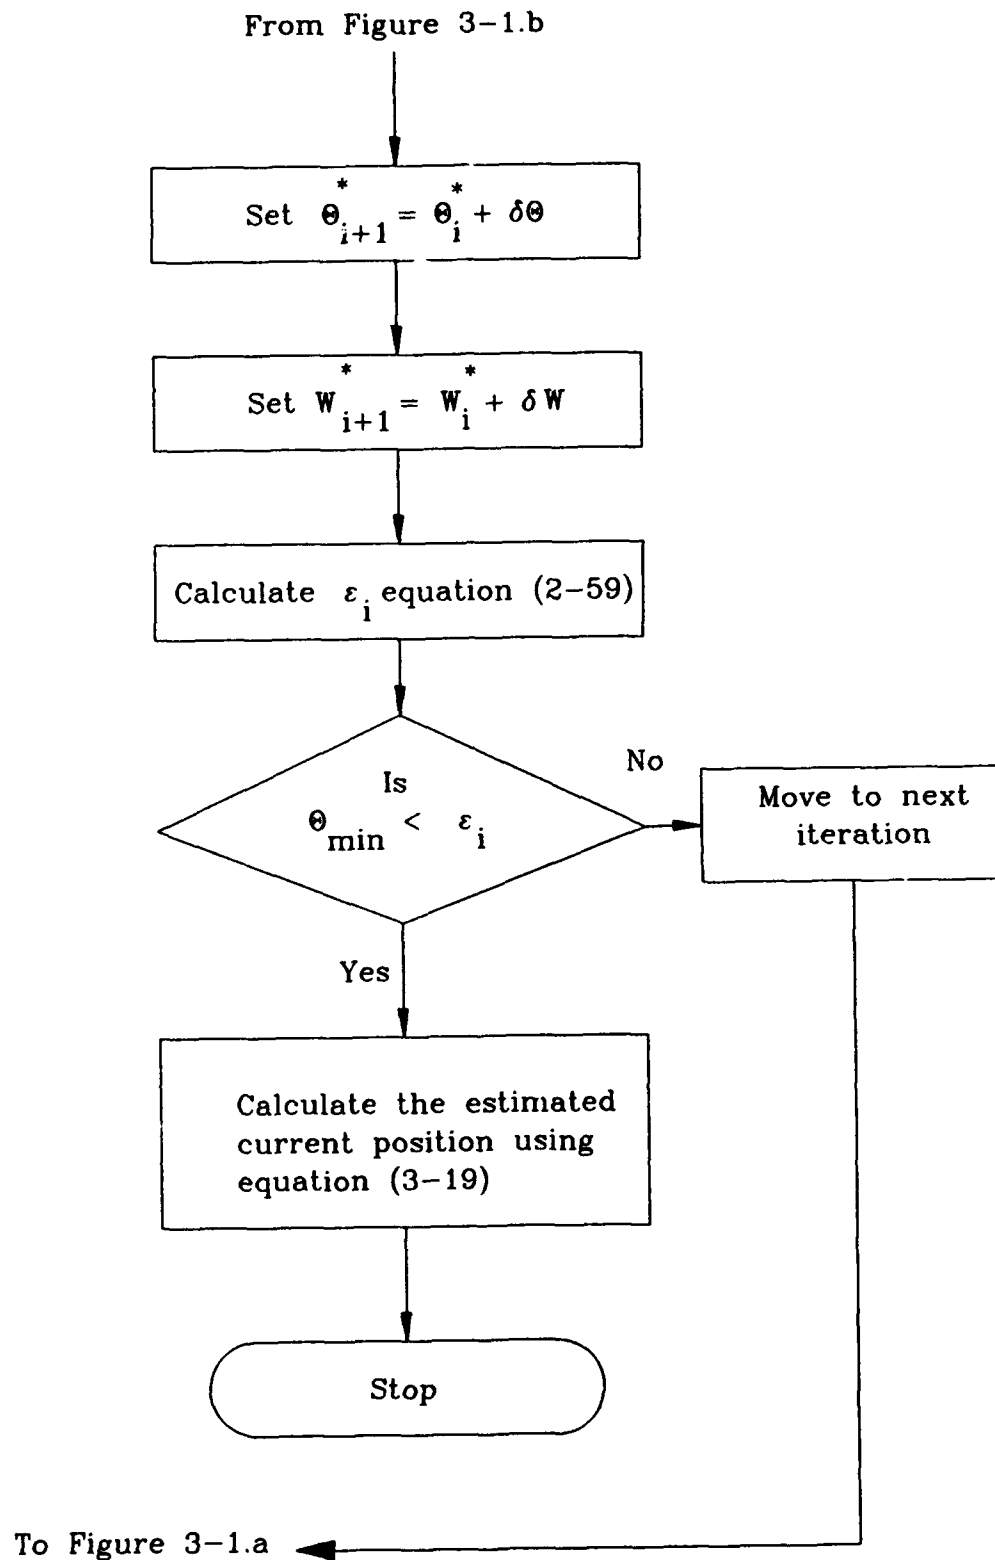 From Figure 3-1.b
Set Θ*i+1 = Θ*i + δΘ
Set W*i+1 = W*i + δW
Calculate εi equation (2-59)
Is
Θmin < εi
No
Move to next
iteration
Yes
Calculate the estimated
current position using
equation (3-19)
Stop
To Figure 3-1.a